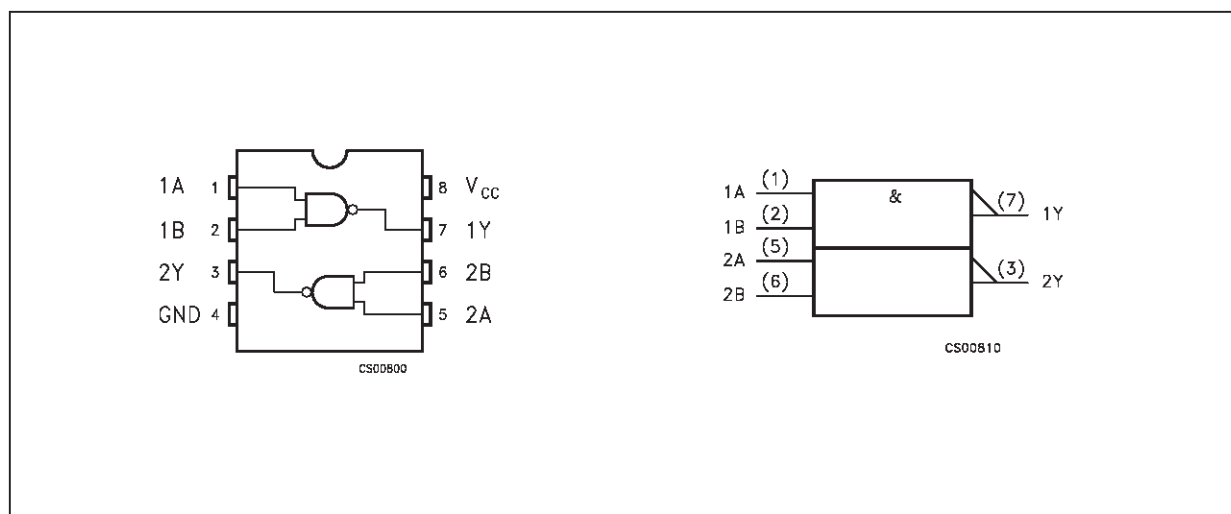 1A 1
1B 2
2Y 3
GND 4
8 VCC
7 1Y
6 2B
5 2A
CS00800
1A (1)
1B (2)
2A (5)
2B (6)
&
(7) 1Y
(3) 2Y
CS00810